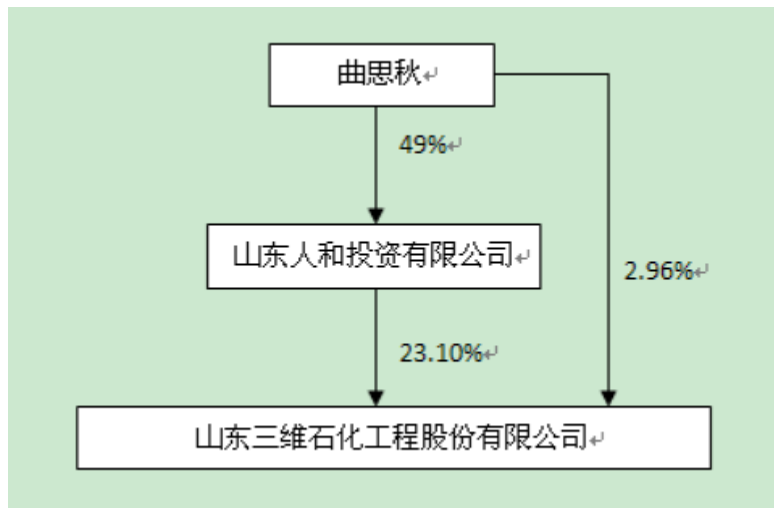 曲思秋
49%
山东人和投资有限公司
2.96%
23.10%
山东三维石化工程股份有限公司